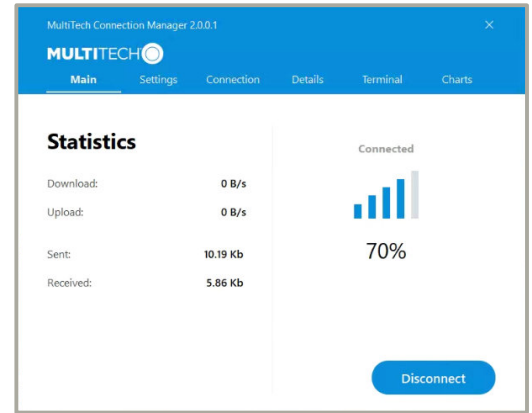 MultiTech Connection Manager 2.0.0.1
MULTITECH
Main Settings Connection Details Terminal Charts
Statistics
Connected
Download: 0 B/s
Upload: 0 B/s
70%
Sent: 10.19 Kb
Received: 5.86 Kb
Disconnect